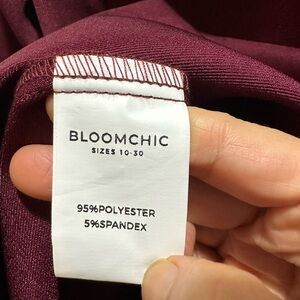 BLOOMCHIC
SIZES 10-30
95%POLYESTER
5%SPANDEX